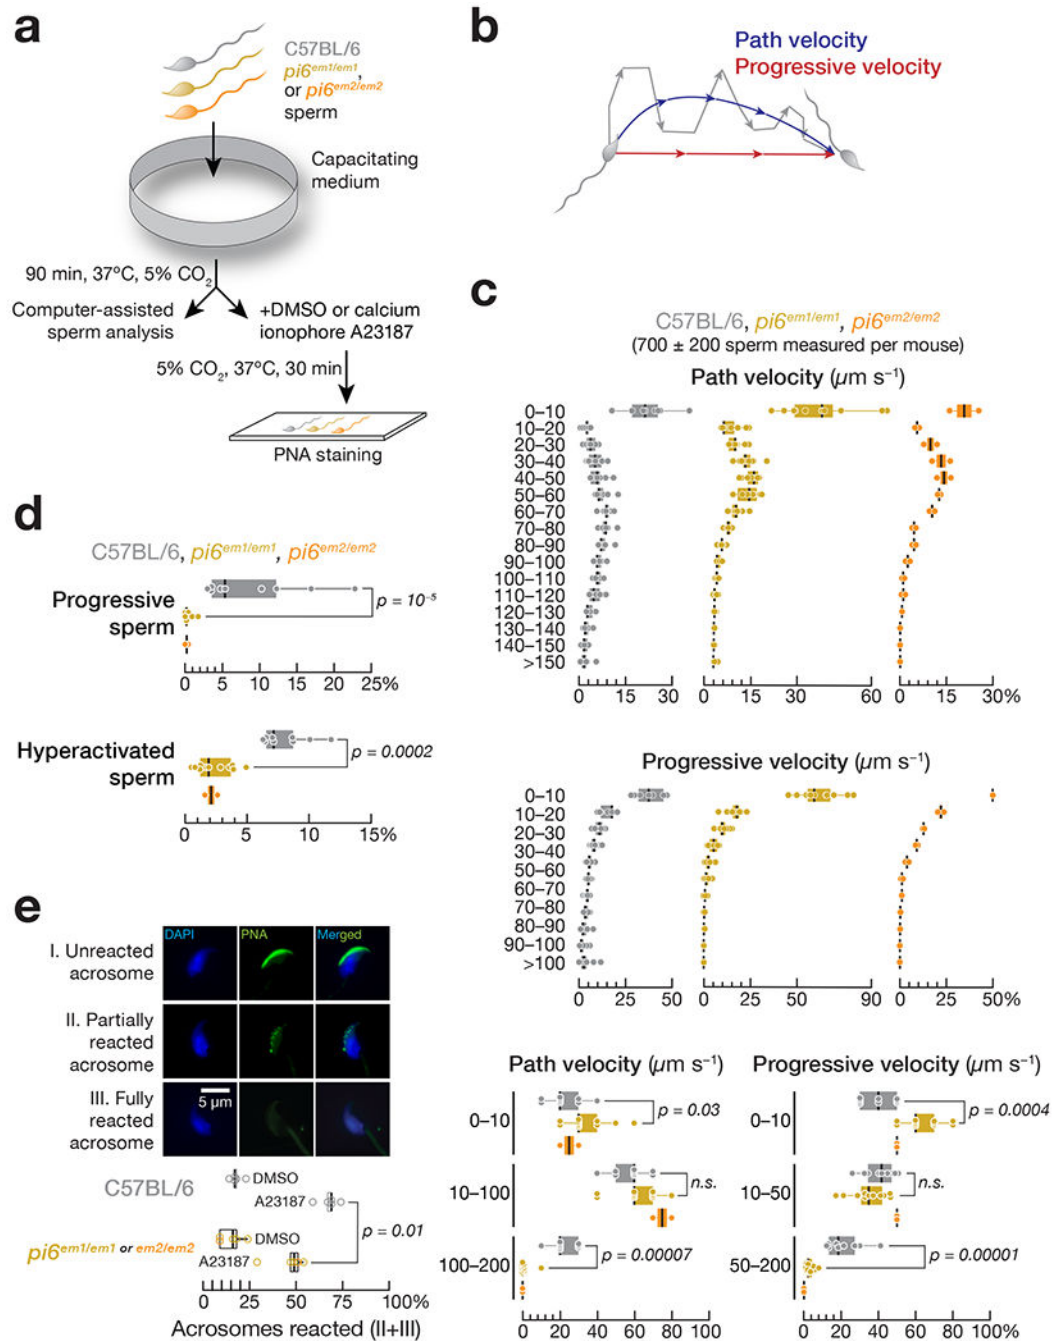 a
C57BL/6
pi6em1/em1,
or pi6em2/em2
sperm
Capacitating
medium
90 min, 37ºC, 5% CO2
Computer-assisted
sperm analysis
+DMSO or calcium
ionophore A23187
5% CO2, 37ºC, 30 min
PNA staining
b
Path velocity
Progressive velocity
c
C57BL/6, pi6em1/em1, pi6em2/em2
(700 ± 200 sperm measured per mouse)
Path velocity (µm s–1)
0–10
10–20
20–30
30–40
40–50
50–60
60–70
70–80
80–90
90–100
100–110
110–120
120–130
130–140
140–150
>150
0 15 30 0 30 60 0 15 30%
Progressive velocity (µm s–1)
0–10
10–20
20–30
30–40
50–60
60–70
70–80
80–90
90–100
>100
0 25 50 0 50 90 0 25 50%
Path velocity (µm s–1)
0–10
p = 0.03
10–100
n.s.
100–200
p = 0.00007
0 20 40 60 80 100
Progressive velocity (µm s–1)
0–10
p = 0.0004
10–50
n.s.
50–200
p = 0.00001
0 20 40 60 80 100%
d
C57BL/6, pi6em1/em1, pi6em2/em2
Progressive
sperm
p = 10–5
0 5 10 15 20 25%
Hyperactivated
sperm
p = 0.0002
0 5 10 15%
e
DAPI PNA Merged
I. Unreacted
acrosome
II. Partially
reacted
acrosome
III. Fully
reacted
acrosome
5 µm
C57BL/6
DMSO
A23187
pi6em1/em1 or em2/em2
DMSO
A23187
p = 0.01
0 25 50 75 100%
Acrosomes reacted (II+III)